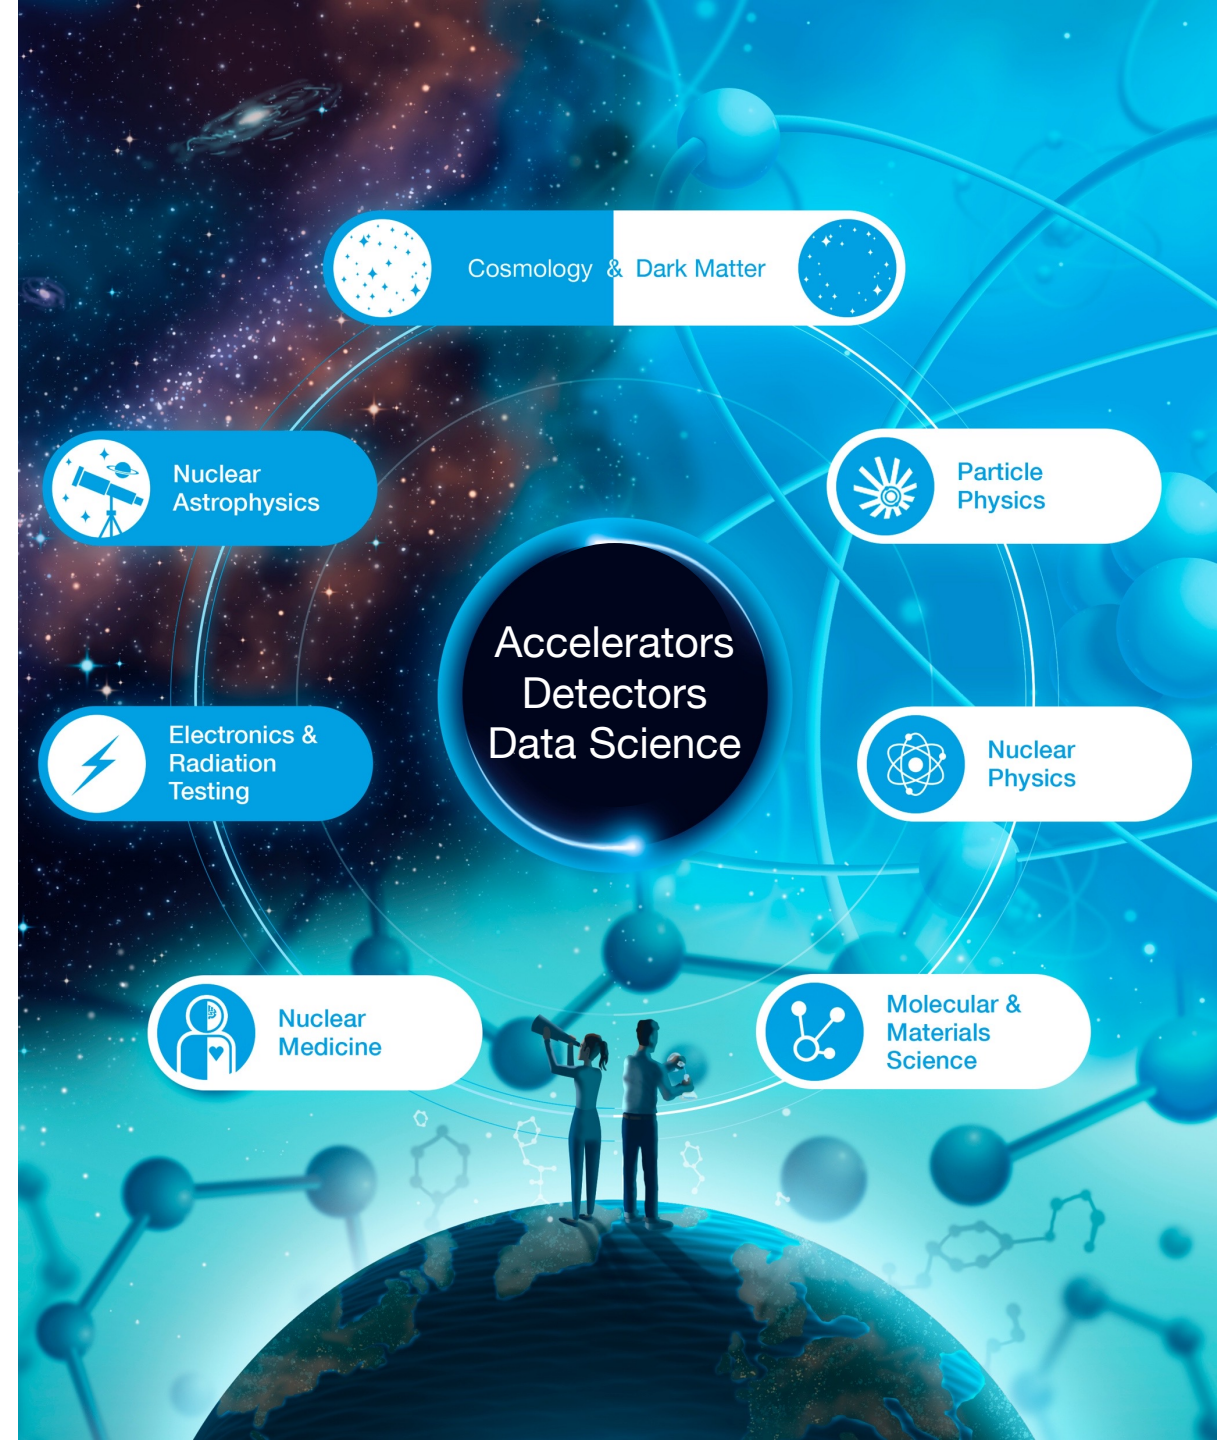 Cosmology & Dark Matter
Nuclear
Astrophysics
Particle
Physics
Accelerators
Detectors
Data Science
Electronics &
Radiation
Testing
Nuclear
Physics
Nuclear
Medicine
Molecular &
Materials
Science